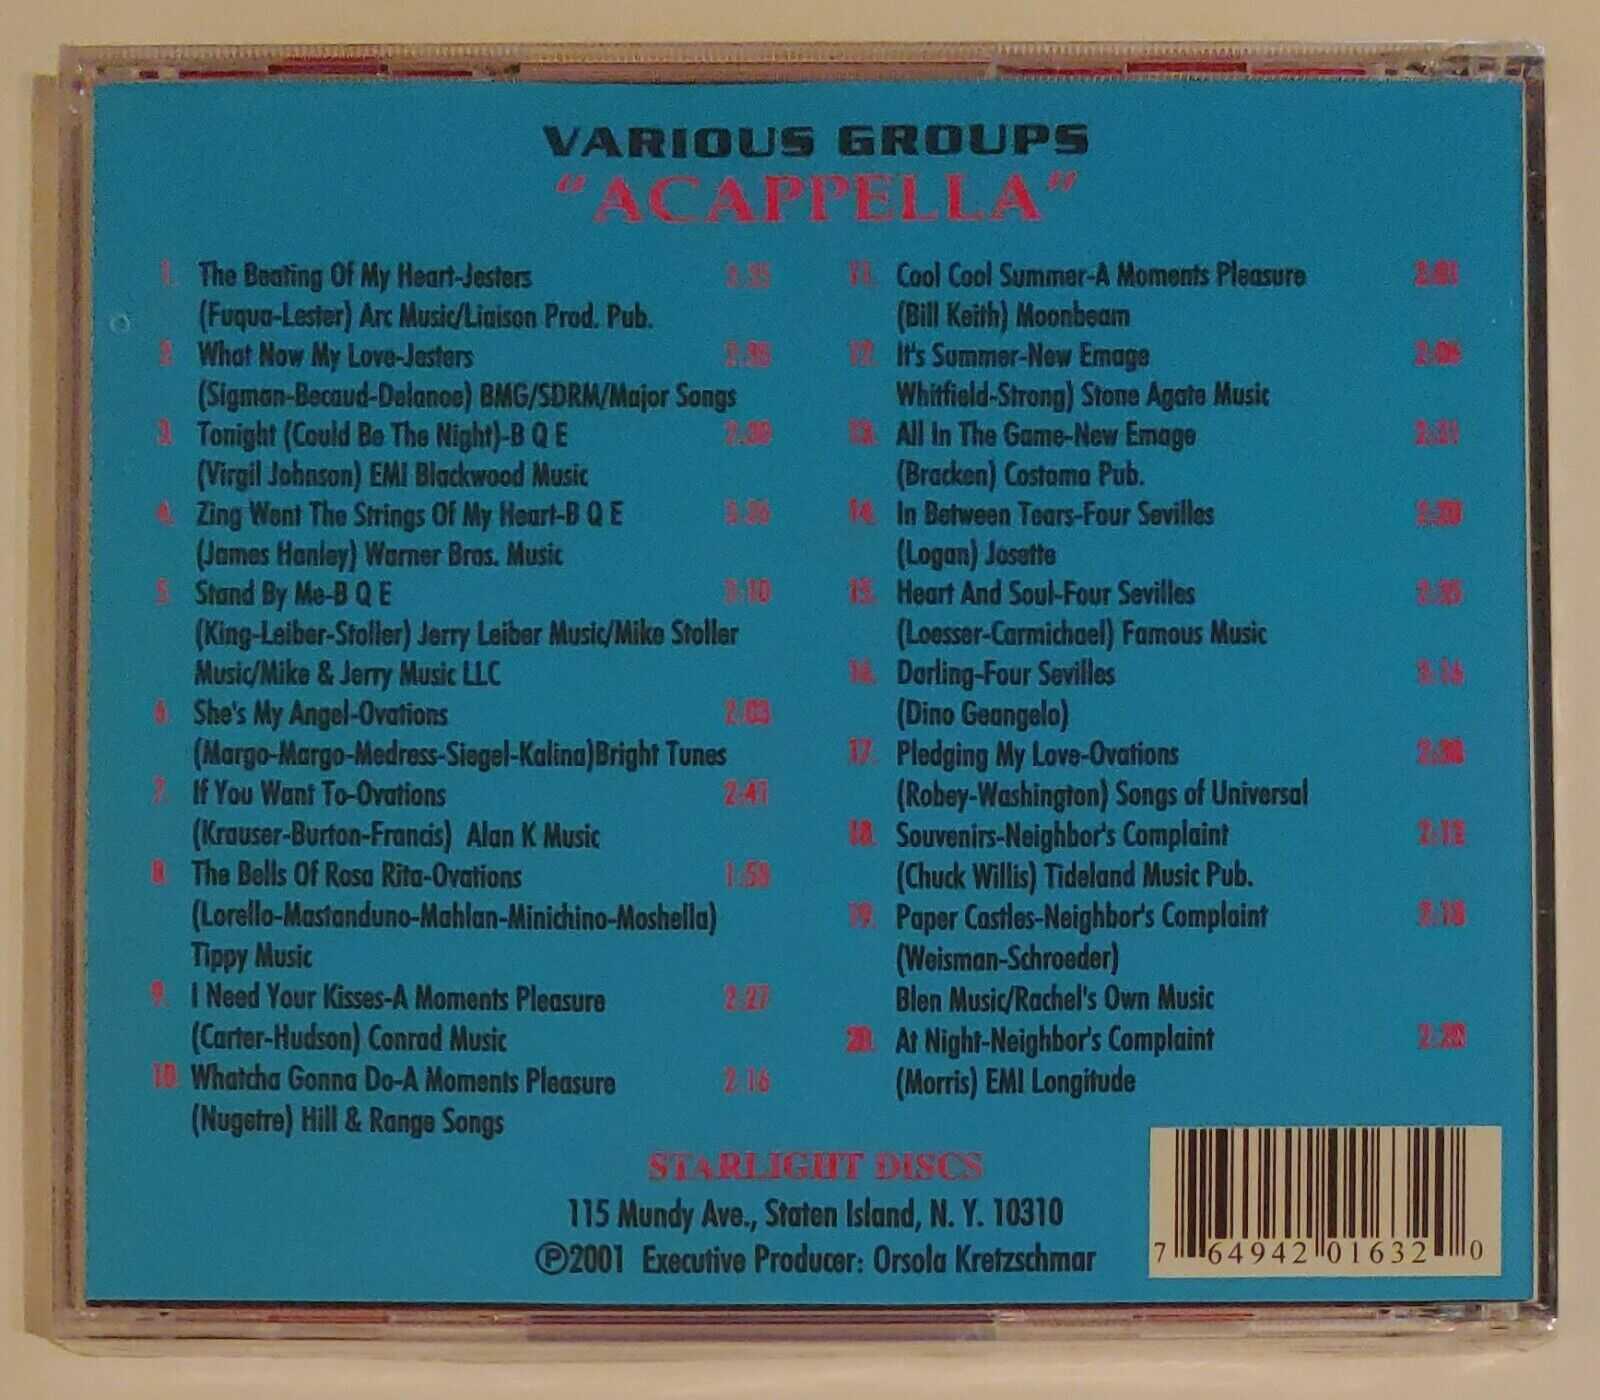 VARIOUS GROUPS
"ACAPPELLA"
1. The Beating Of My Heart-Jesters
(Fuqua-Lester) Arc Music/Liaison Prod. Pub.
2. What Now My Love-Jesters
(Sigman-Becaud-Delanoe) BMG/SDRM/Major Songs
3. Tonight (Could Be The Night)-B Q E
(Virgil Johnson) EMI Blackwood Music
4. Zing Went The Strings Of My Heart-B Q E
(James Hanley) Warner Bros. Music
5. Stand By Me-B Q E 3:10
(King-Leiber-Stoller) Jerry Leiber Music/Mike Stoller
Music/Mike & Jerry Music LLC
6. She's My Angel-Ovations 2:03
(Margo-Margo-Medress-Siegel-Kalina)Bright Tunes
7. If You Want To-Ovations 2:41
(Krauser-Burton-Francis) Alan K Music
8. The Bells Of Rosa Rita-Ovations 1:58
(Lorello-Mastanduno-Mahlan-Minichino-Moshella)
Tippy Music
9. I Need Your Kisses-A Moments Pleasure 2:27
(Carter-Hudson) Conrad Music
10. Whatcha Gonna Do-A Moments Pleasure 2:16
(Nugetre) Hill & Range Songs
11. Cool Cool Summer-A Moments Pleasure
(Bill Keith) Moonbeam
12. It's Summer-New Emage
Whitfield-Strong) Stone Agate Music
13. All In The Game-New Emage
(Bracken) Costoma Pub.
14. In Between Tears-Four Sevilles
(Logan) Josette
15. Heart And Soul-Four Sevilles
(Loesser-Carmichael) Famous Music
16. Darling-Four Sevilles
(Dino Geangelo)
17. Pledging My Love-Ovations
(Robey-Washington) Songs of Universal
18. Souvenirs-Neighbor's Complaint 2:12
(Chuck Willis) Tideland Music Pub.
19. Paper Castles-Neighbor's Complaint
(Weisman-Schroeder)
Blen Music/Rachel's Own Music
20. At Night-Neighbor's Complaint
(Morris) EMI Longitude
STARLIGHT DISCS
115 Mundy Ave., Staten Island, N. Y. 10310
℗2001 Executive Producer: Orsola Kretzschmar
7 64942 01632 0